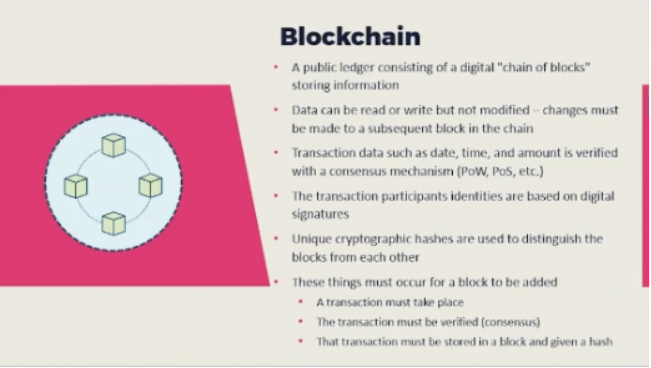 Blockchain
• A public ledger consisting of a digital "chain of blocks"
storing information
• Data can be read or write but not modified – changes must
be made to a subsequent block in the chain
• Transaction data such as date, time, and amount is verified
with a consensus mechanism (PoW, PoS, etc.)
• The transaction participants identities are based on digital
signatures
• Unique cryptographic hashes are used to distinguish the
blocks from each other
• These things must occur for a block to be added
• A transaction must take place
• The transaction must be verified (consensus)
• That transaction must be stored in a block and given a hash